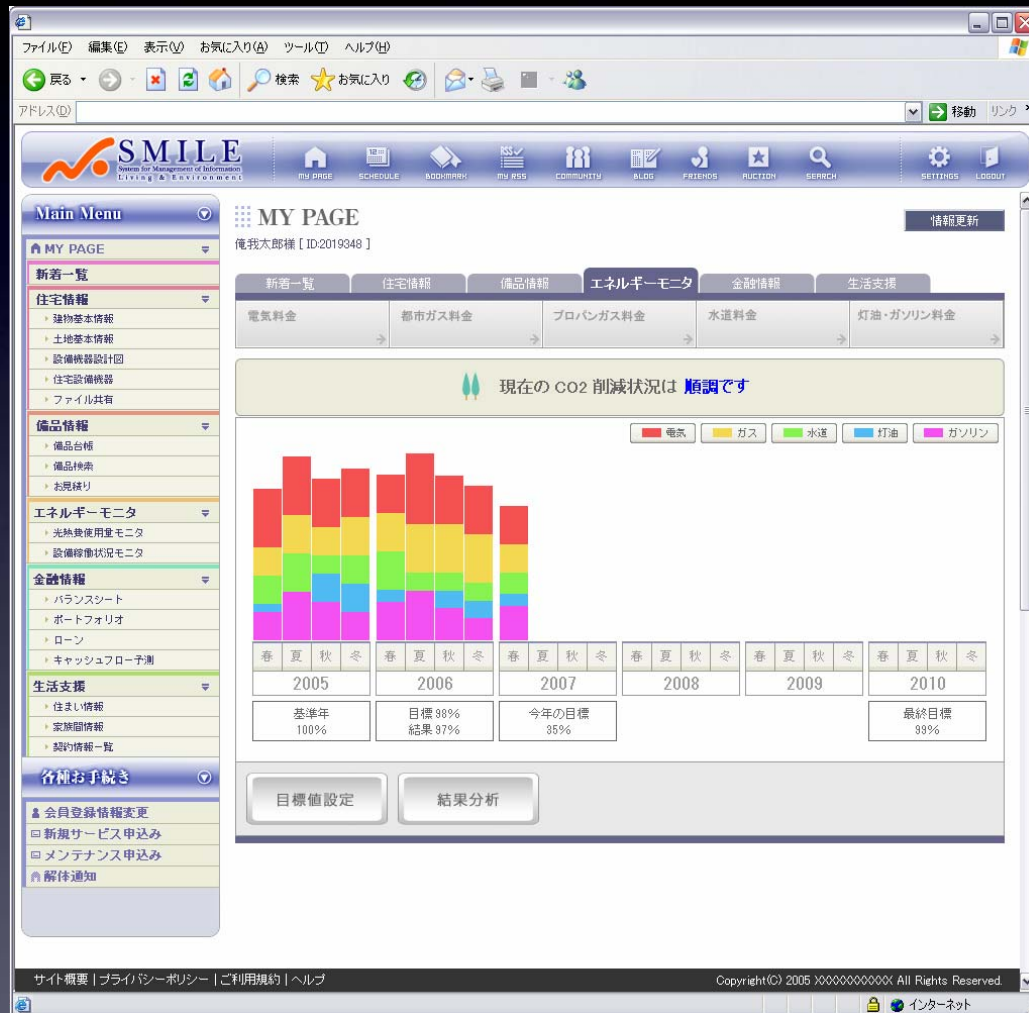 ファイル(F) 編集(E) 表示(V) お気に入り(A) ツール(T) ヘルプ(H)
戻る 検索 お気に入り
アドレス(D) 移動 リンク
SMILE
System for Management of Information
Living & Environment
MY PAGE SCHEDULE BOOKMARK MY RSS COMMUNITY BLOG FRIENDS AUCTION SEARCH SETTINGS LOGOUT
Main Menu
MY PAGE
新着一覧
住宅情報
建物基本情報
土地基本情報
設備機器設計図
住宅設備機器
ファイル共有
備品情報
備品台帳
備品検索
お見積り
エネルギーモニタ
光熱費使用量モニタ
設備稼働状況モニタ
金融情報
バランスシート
ポートフォリオ
ローン
キャッシュフロー予測
生活支援
住まい情報
家族間情報
契約情報一覧
各種お手続き
会員登録情報変更
新規サービス申込み
メンテナンス申込み
解体通知
MY PAGE
情報更新
俺我太郎様 [ ID:2019348 ]
新着一覧 住宅情報 備品情報 エネルギーモニタ 金融情報 生活支援
電気料金 都市ガス料金 プロパンガス料金 水道料金 灯油・ガソリン料金
現在の CO2 削減状況は 順調です
電気 ガス 水道 灯油 ガソリン
春 夏 秋 冬 春 夏 秋 冬 春 夏 秋 冬 春 夏 秋 冬 春 夏 秋 冬 春 夏 秋 冬
2005 2006 2007 2008 2009 2010
基準年 目標 98% 今年の目標 最終目標
100% 結果 97% 95% 93%
目標値設定 結果分析
サイト概要 | プライバシーポリシー | ご利用規約 | ヘルプ
Copyright(C) 2005 XXXXXXXXXXX All Rights Reserved.
インターネット